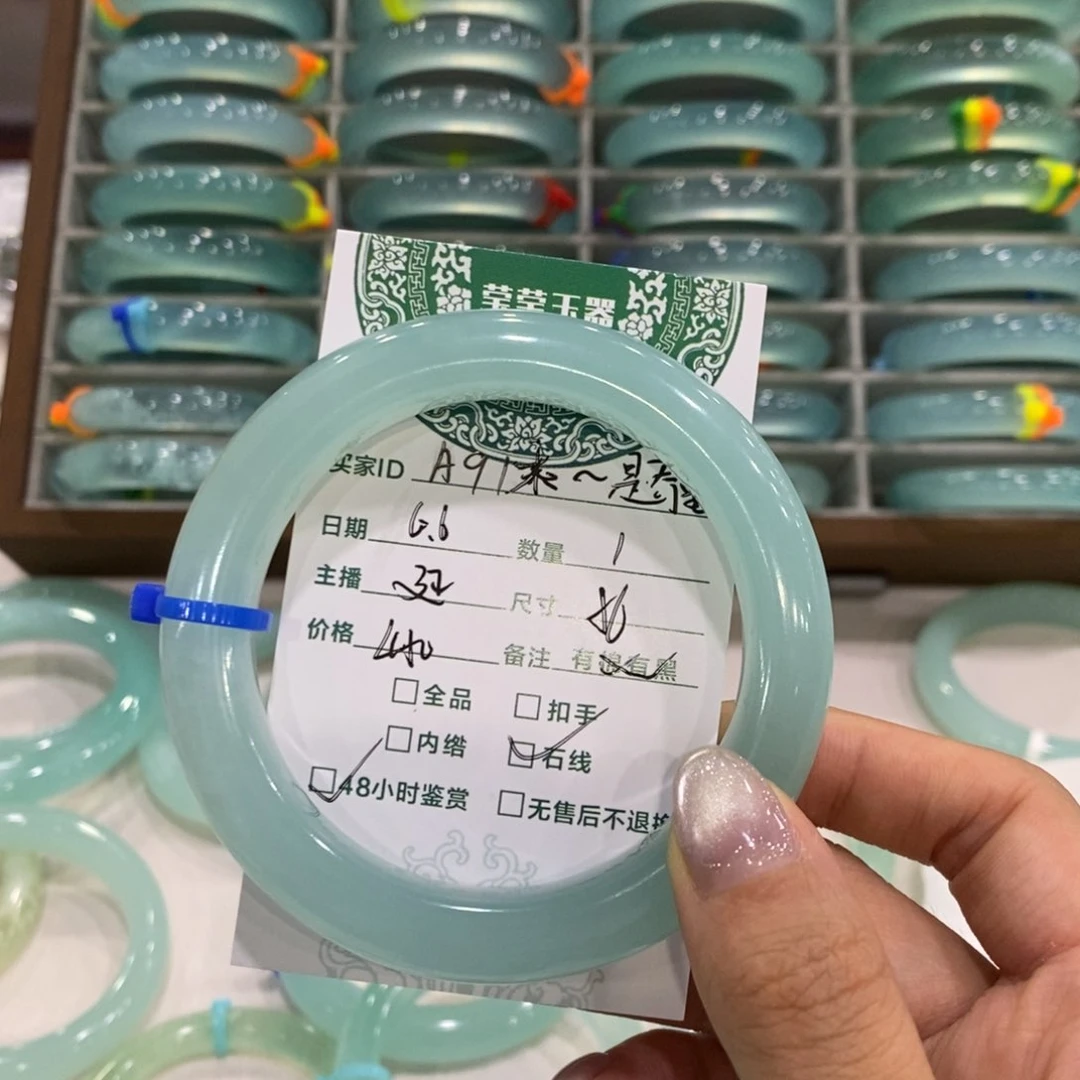 莹莹玉器
买家ID A91
日期 6.6 数量 1
主播 尺寸
价格 备注 有棉有黑
□全品 □扣手
□内绺 □石线
□48小时鉴赏 □无售后不退换